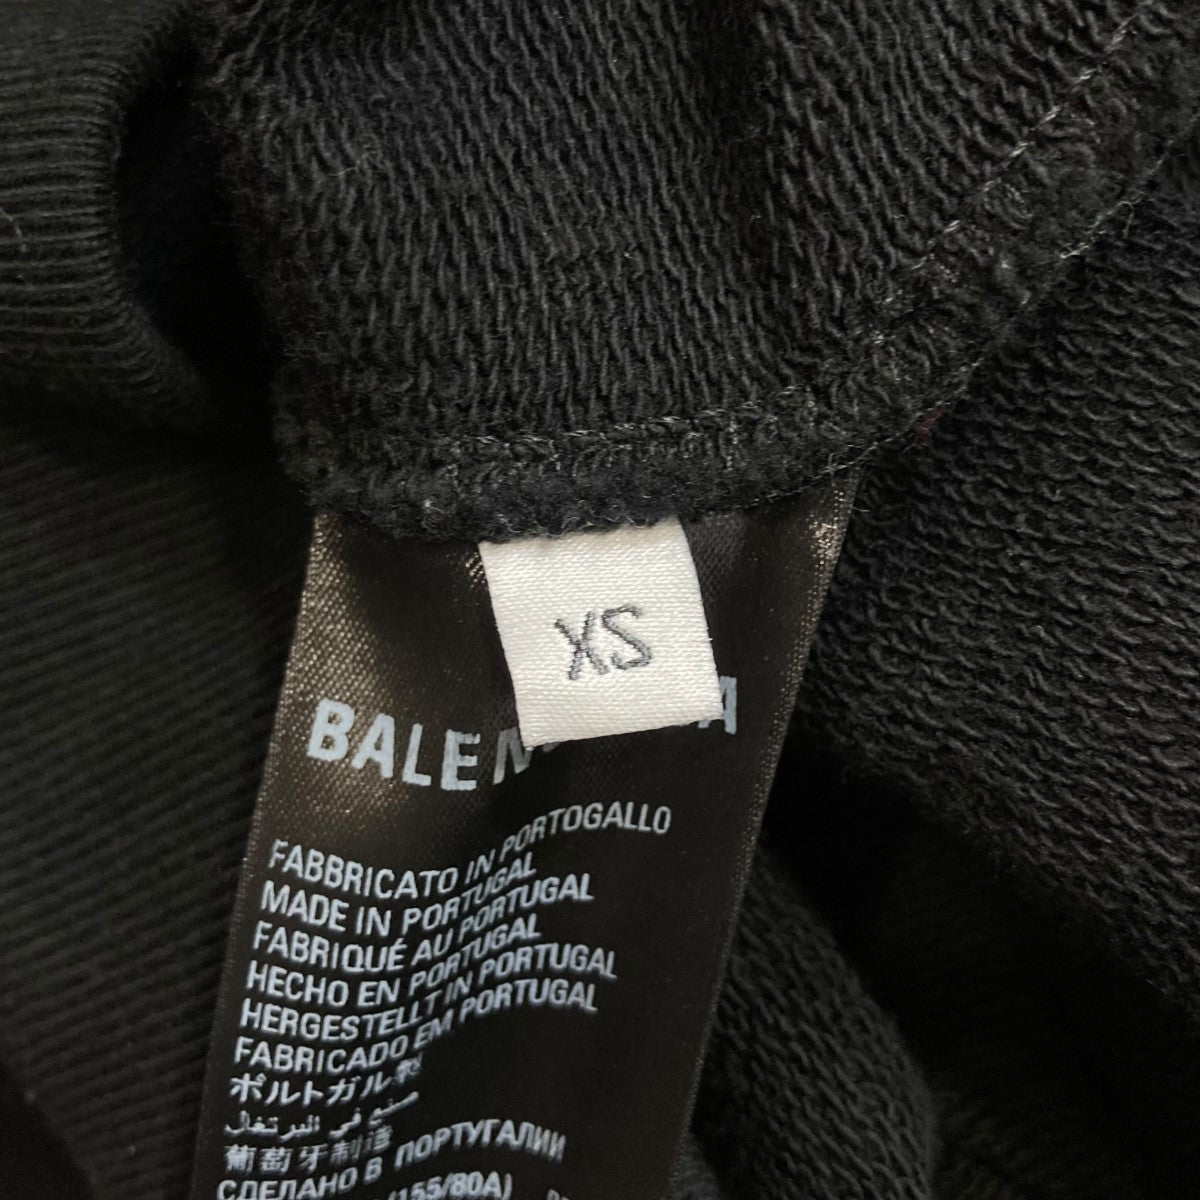 XS
BALEN A
FABBRICATO IN PORTOGALLO
MADE IN PORTUGAL
FABRIQUÉ AU PORTUGAL
HECHO EN PORTUGAL
HERGESTELLT IN PORTUGAL
FABRICADO EM PORTUGAL
ポルトガル製
صنع في البرتغال
葡萄牙制造
СДЕЛАНО В ПОРТУГАЛИИ
(155/80A)